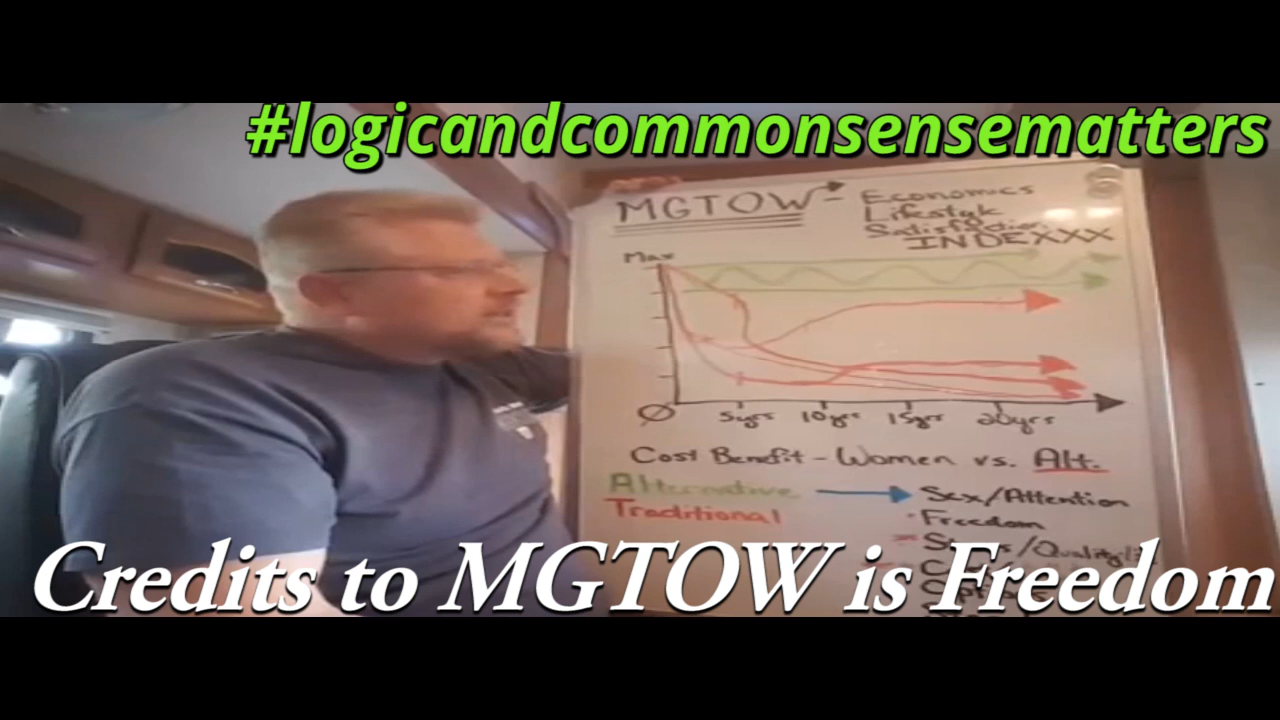 #logicandcommonsensematters
MGTOW - Economics
Lifestyle
Satisfaction
INDEXXX
Max
Ø 5yrs 10yrs 15yrs 20yrs
Cost Benefit - Women vs. Alt.
Alternative
Sex/Attention
Traditional
Freedom
Credits to MGTOW is Freedom